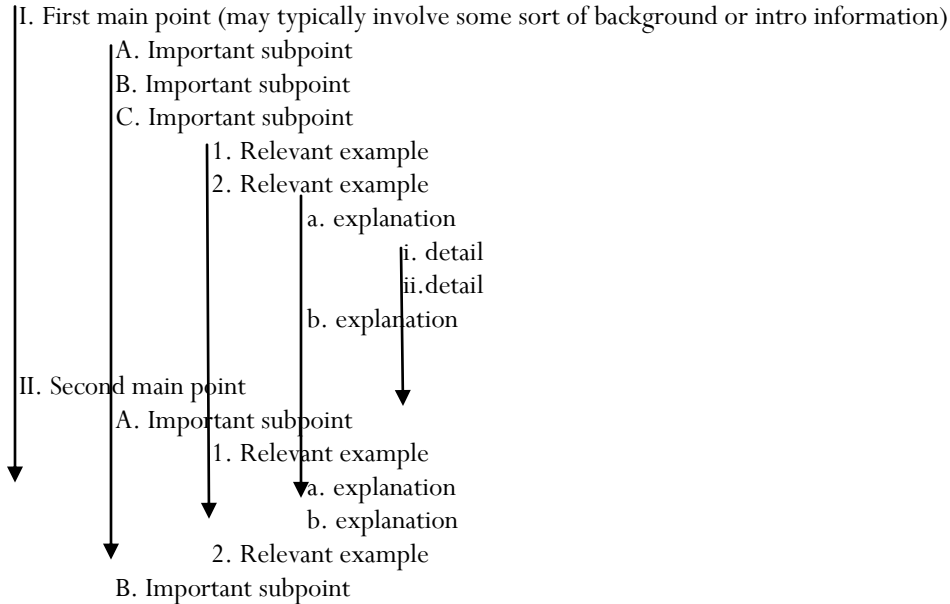 I. First main point (may typically involve some sort of background or intro information)
A. Important subpoint
B. Important subpoint
C. Important subpoint
1. Relevant example
2. Relevant example
a. explanation
i. detail
ii.detail
b. explanation
II. Second main point
A. Important subpoint
1. Relevant example
a. explanation
b. explanation
2. Relevant example
B. Important subpoint